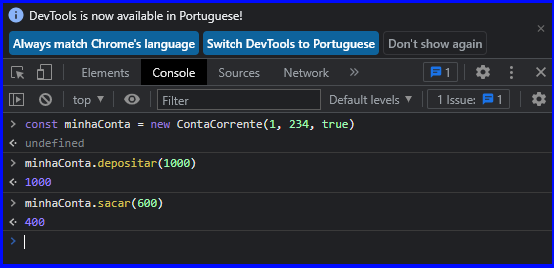 DevTools is now available in Portuguese!
Always match Chrome's language Switch DevTools to Portuguese Don't show again
Elements Console Sources Network » 1
top ▾ Filter Default levels ▾ 1 Issue: 1
> const minhaConta = new ContaCorrente(1, 234, true)
<· undefined
> minhaConta.depositar(1000)
<· 1000
> minhaConta.sacar(600)
<· 400
>